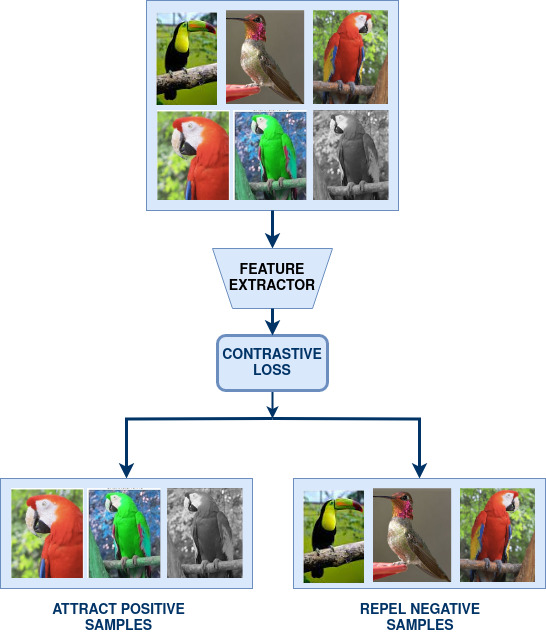 FEATURE
EXTRACTOR
CONTRASTIVE
LOSS
ATTRACT POSITIVE
SAMPLES
REPEL NEGATIVE
SAMPLES